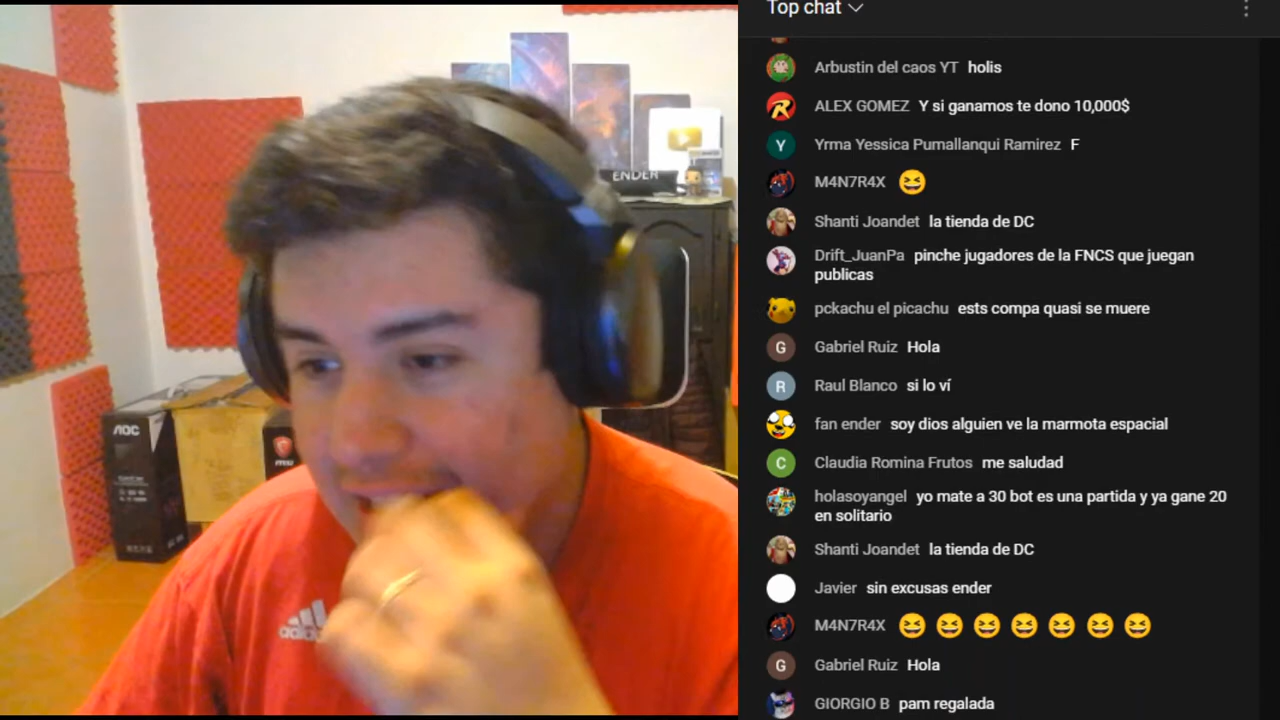 Top chat
Arbustin del caos YT holis
ALEX GOMEZ Y si ganamos te dono 10,000$
Y Yrma Yessica Pumallanqui Ramirez F
M4N7R4X 😆
Shanti Joandet la tienda de DC
Drift_JuanPa pinche jugadores de la FNCS que juegan
publicas
pckachu el picachu ests compa quasi se muere
G Gabriel Ruiz Hola
R Raul Blanco si lo ví
fan ender soy dios alguien ve la marmota espacial
C Claudia Romina Frutos me saludad
holasoyangel yo mate a 30 bot es una partida y ya gane 20
en solitario
Shanti Joandet la tienda de DC
Javier sin excusas ender
M4N7R4X 😆 😆 😆 😆 😆 😆 😆
G Gabriel Ruiz Hola
GIORGIO B pam regalada
ENDER
AOC
msi
adidas